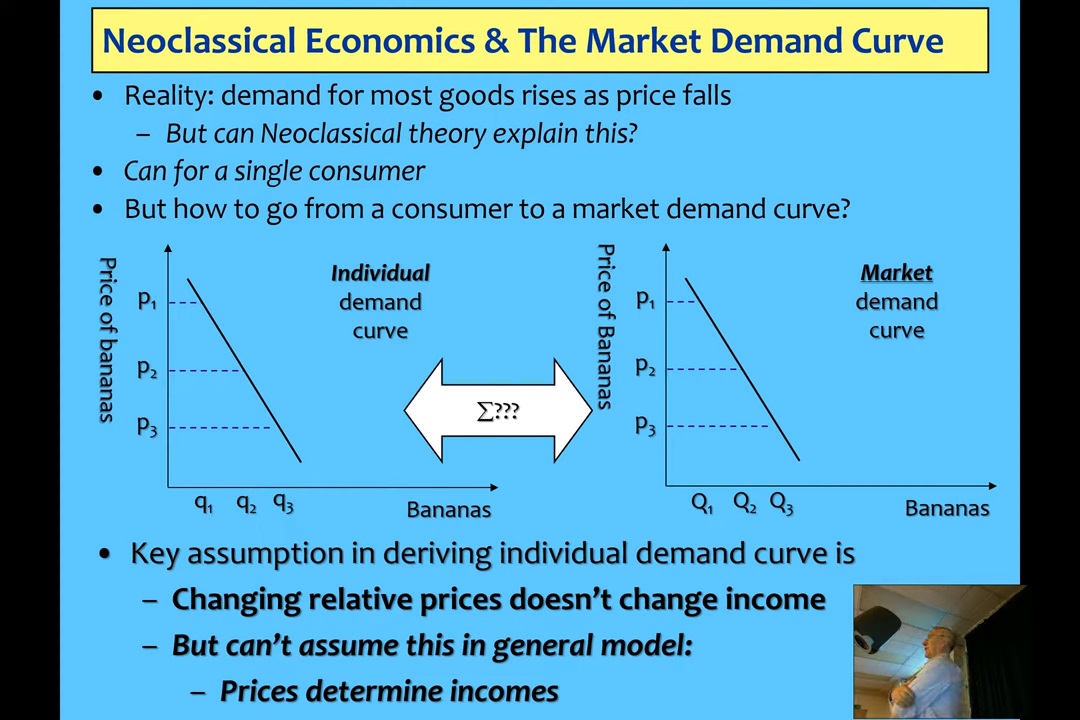 Neoclassical Economics & The Market Demand Curve
• Reality: demand for most goods rises as price falls
– But can Neoclassical theory explain this?
• Can for a single consumer
• But how to go from a consumer to a market demand curve?
Price of bananas
p₁
p₂
p₃
Individual
demand
curve
q₁ q₂ q₃
Bananas
∑???
Price of Bananas
p₁
p₂
p₃
Market
demand
curve
Q₁ Q₂ Q₃
Bananas
• Key assumption in deriving individual demand curve is
– Changing relative prices doesn't change income
– But can't assume this in general model:
– Prices determine incomes